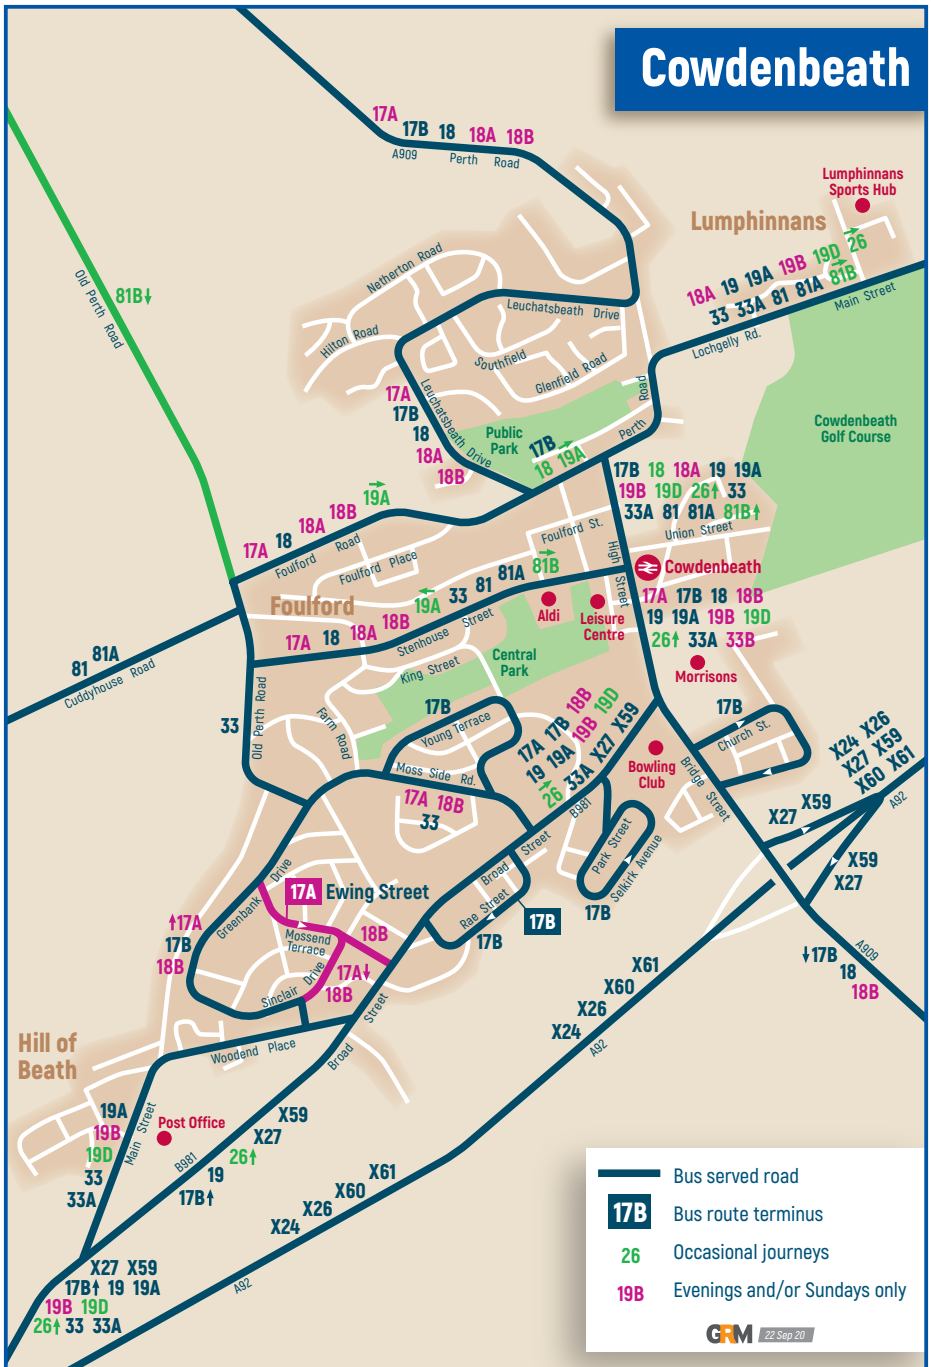 Cowdenbeath
17A
17B 18 18A 18B
A909 Perth Road
Lumphinnans
Sports Hub
Lumphinnans
18A 19 19A 19B 19D 26
33 33A 81 81A 81B
Main Street
Lochgelly Rd.
Old Perth Road
81B↓
Netherton Road
Hilton Road
Leuchatsbeath Drive
Southfield
Glenfield Road
Perth Road
17A
17B
18
18A
18B
Leuchatsbeath Drive
Public
Park
17B
18 19A
Cowdenbeath
Golf Course
17B 18 18A 19 19A
19B 19D 26↑ 33
33A 81 81A 81B↑
Union Street
17A 18 18A 18B 19A
Foulford Road
Foulford Place
Foulford St.
High Street
Cowdenbeath
Foulford
17A 18 18A 18B 19A 33 81 81A 81B
Stenhouse Street
Aldi
Leisure
Centre
17A 17B 18 18B
19 19A 19B 19D
26↑ 33A 33B
Morrisons
81 81A
Cuddyhouse Road
King Street
Central
Park
33
Old Perth Road
Farm Road
17B
Young Terrace
Moss Side Rd.
17A 18B
33
17A 17B 18B
19 19A 19B 19D
26 33A X27 X59
B981
Bowling
Club
17B
Church St.
Bridge Street
X24 X26
X27 X59
X60 X61
A92
X27 X59
X59
X27
Park Street
Selkirk Avenue
17B
Broad Street
Rae Street
17B
17B
Greenbank Drive
17A Ewing Street
Mossend
Terrace
18B
↑17A
17B
18B
17A↓
18B
Sinclair Drive
Woodend Place
Broad Street
↓17B
18
18B
A909
X61
X60
X26
X24
A92
Hill of
Beath
19A
19B
19D
33
33A
Main Street
Post Office
B981
X59
X27
26↑
19
17B↑
X61
X60
X26
X24
A92
X27 X59
17B↑ 19 19A
19B 19D
26↑ 33 33A
Bus served road
17B Bus route terminus
26 Occasional journeys
19B Evenings and/or Sundays only
GRM 22 Sep 20